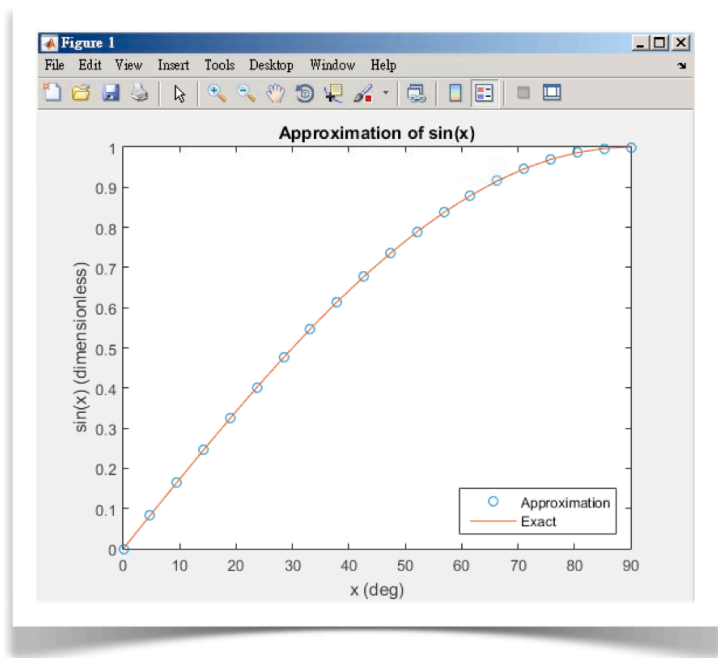 Figure 1
File Edit View Insert Tools Desktop Window Help
Approximation of sin(x)
1
0.9
0.8
0.7
0.6
0.5
0.4
0.3
0.2
0.1
0
sin(x) (dimensionless)
Approximation
Exact
0 10 20 30 40 50 60 70 80 90
x (deg)